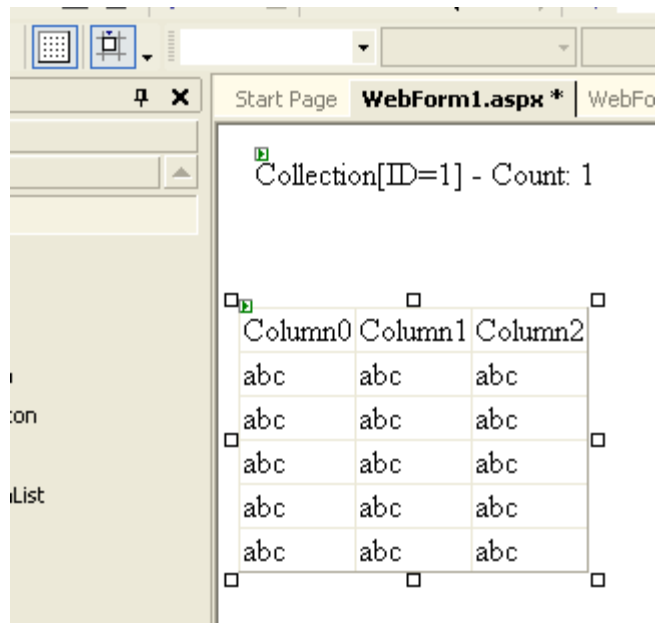 Start Page WebForm1.aspx * WebFo
Collection[ID=1] - Count: 1
Column0 Column1 Column2
abc abc abc
abc abc abc
abc abc abc
abc abc abc
abc abc abc
ton
List